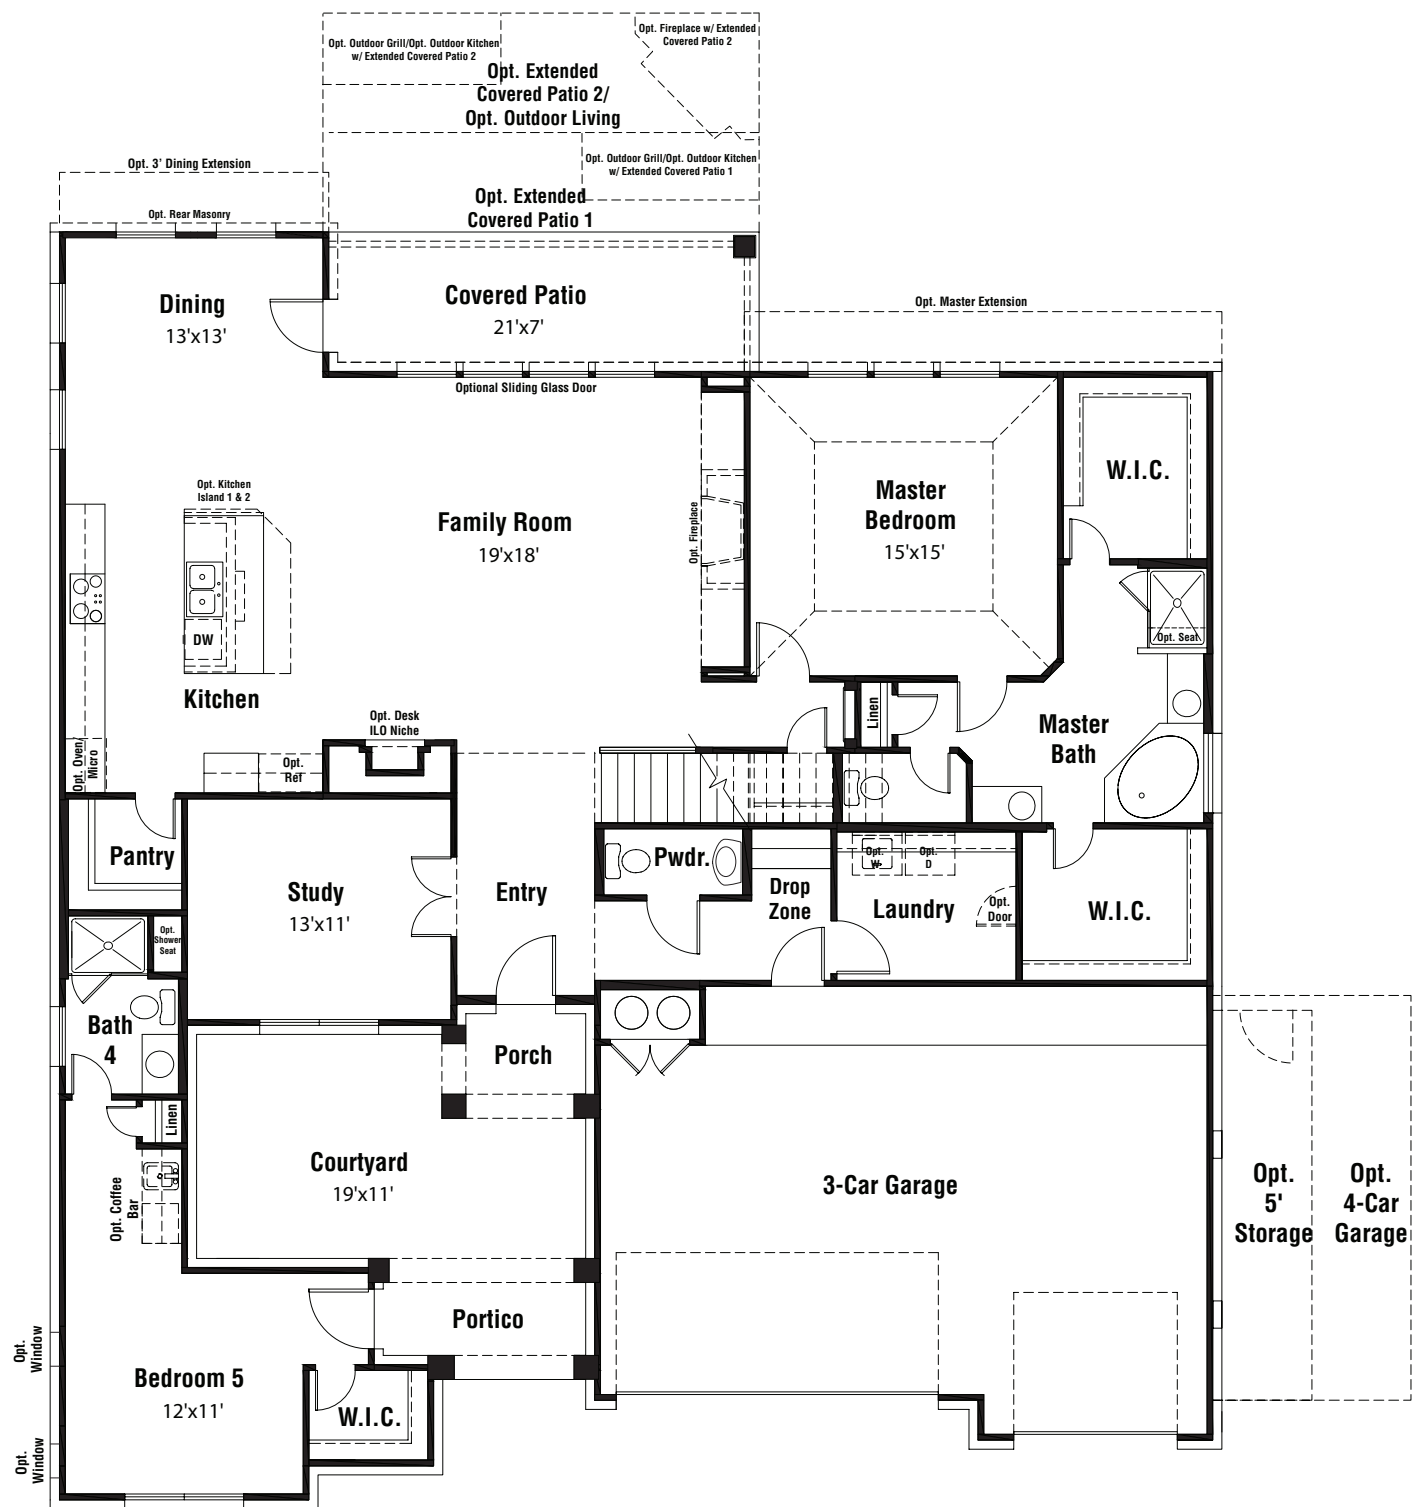 Opt. Outdoor Grill/Opt. Outdoor Kitchen
w/ Extended Covered Patio 2
Opt. Fireplace w/ Extended
Covered Patio 2
Opt. Extended
Covered Patio 2/
Opt. Outdoor Living
Opt. Outdoor Grill/Opt. Outdoor Kitchen
w/ Extended Covered Patio 1
Opt. Extended
Covered Patio 1
Opt. 3' Dining Extension
Opt. Rear Masonry
Dining
13'x13'
Covered Patio
21'x7'
Opt. Master Extension
Optional Sliding Glass Door
Opt. Kitchen
Island 1 & 2
Family Room
19'x18'
Opt. Fireplace
Master
Bedroom
15'x15'
W.I.C.
Opt. Seat
DW
Kitchen
Opt. Desk
ILO Niche
Linen
Master
Bath
Opt. Oven/
Micro
Opt.
Ref
Pantry
Study
13'x11'
Entry
Pwdr.
Drop
Zone
Opt.
W
Opt.
D
Laundry
Opt.
Door
W.I.C.
Opt.
Shower
Seat
Bath
4
Porch
Linen
Opt. Coffee
Bar
Courtyard
19'x11'
3-Car Garage
Opt.
5'
Storage
Opt.
4-Car
Garage
Portico
Opt.
Window
Bedroom 5
12'x11'
W.I.C.
Opt.
Window